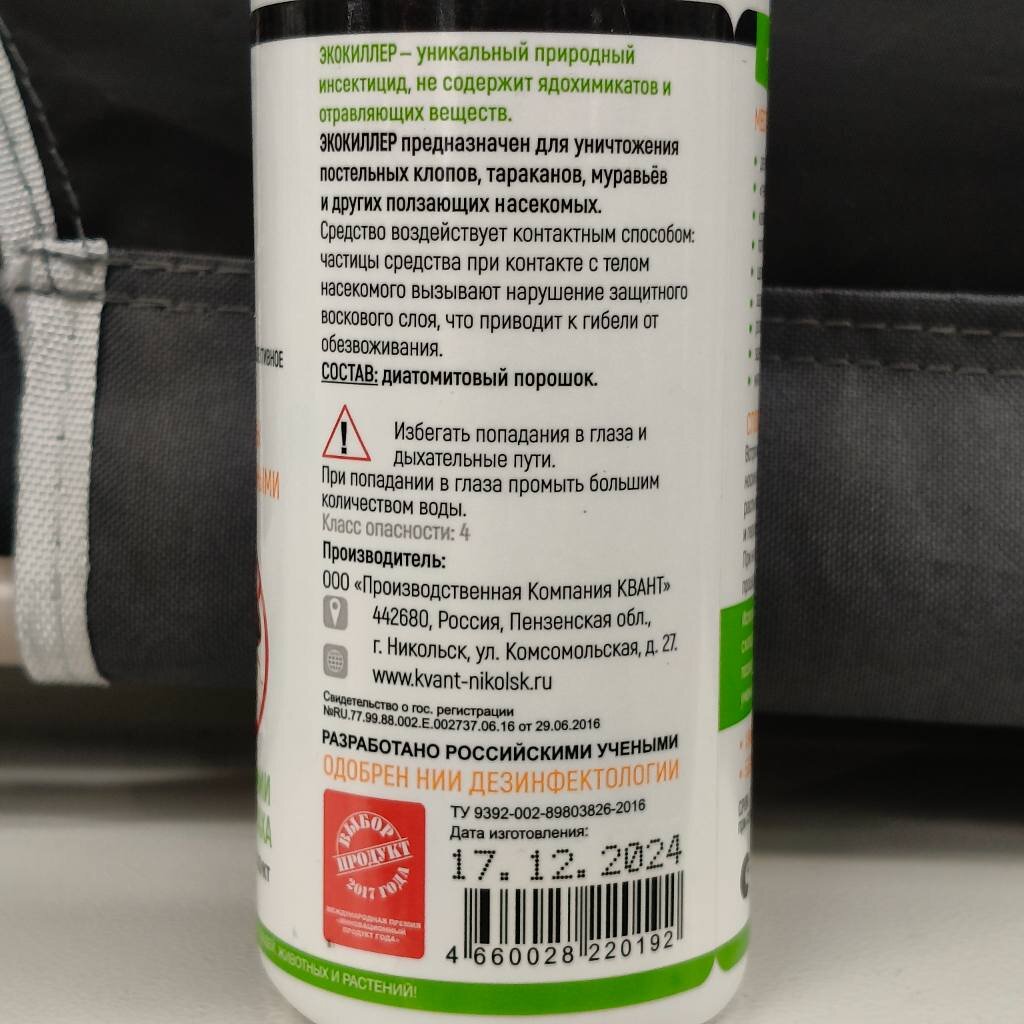 ЭКОКИЛЛЕР – уникальный природный
инсектицид, не содержит ядохимикатов и
отравляющих веществ.
ЭКОКИЛЛЕР предназначен для уничтожения
постельных клопов, тараканов, муравьёв
и других ползающих насекомых.
Средство воздействует контактным способом:
частицы средства при контакте с телом
насекомого вызывают нарушение защитного
воскового слоя, что приводит к гибели от
обезвоживания.
СОСТАВ: диатомитовый порошок.
Избегать попадания в глаза и
дыхательные пути.
При попадании в глаза промыть большим
количеством воды.
Класс опасности: 4
Производитель:
ООО «Производственная Компания КВАНТ»
442680, Россия, Пензенская обл.,
г. Никольск, ул. Комсомольская, д. 27.
www.kvant-nikolsk.ru
Свидетельство о гос. регистрации
№RU.77.99.88.002.Е.002737.06.16 от 29.06.2016
РАЗРАБОТАНО РОССИЙСКИМИ УЧЕНЫМИ
ОДОБРЕН НИИ ДЕЗИНФЕКТОЛОГИИ
ВЫБОР
ПРОДУКТ
2017 ГОДА
МЕЖДУНАРОДНАЯ ПРЕМИЯ
«ИННОВАЦИОННЫЙ
ПРОДУКТ ГОДА»
ТУ 9392-002-89803826-2016
Дата изготовления:
17.12.2024
4 660028 220192
ЖИВОТНЫХ И РАСТЕНИЙ!